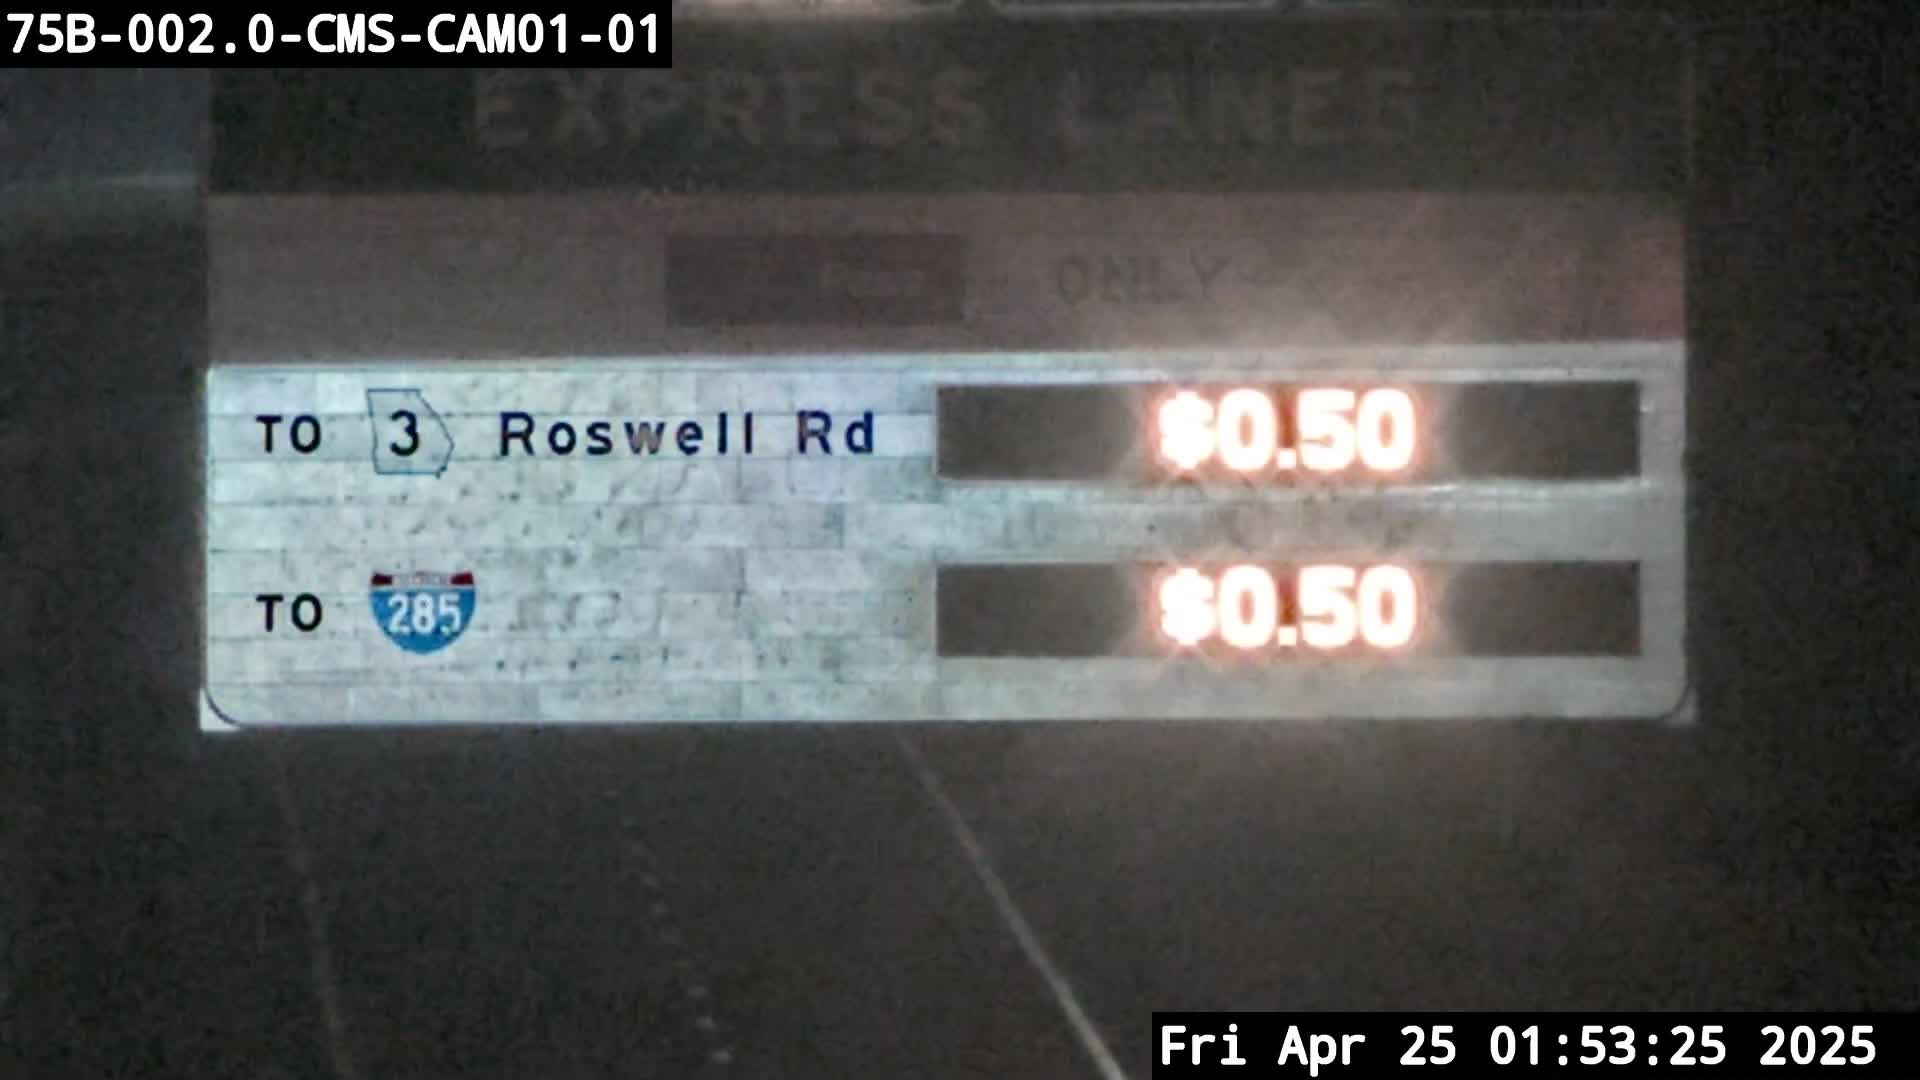 75B-002.0-CMS-CAM01-01
EXPRESS LANES
ONLY
TO 3 Roswell Rd $0.50
TO 285 $0.50
Fri Apr 25 01:53:25 2025